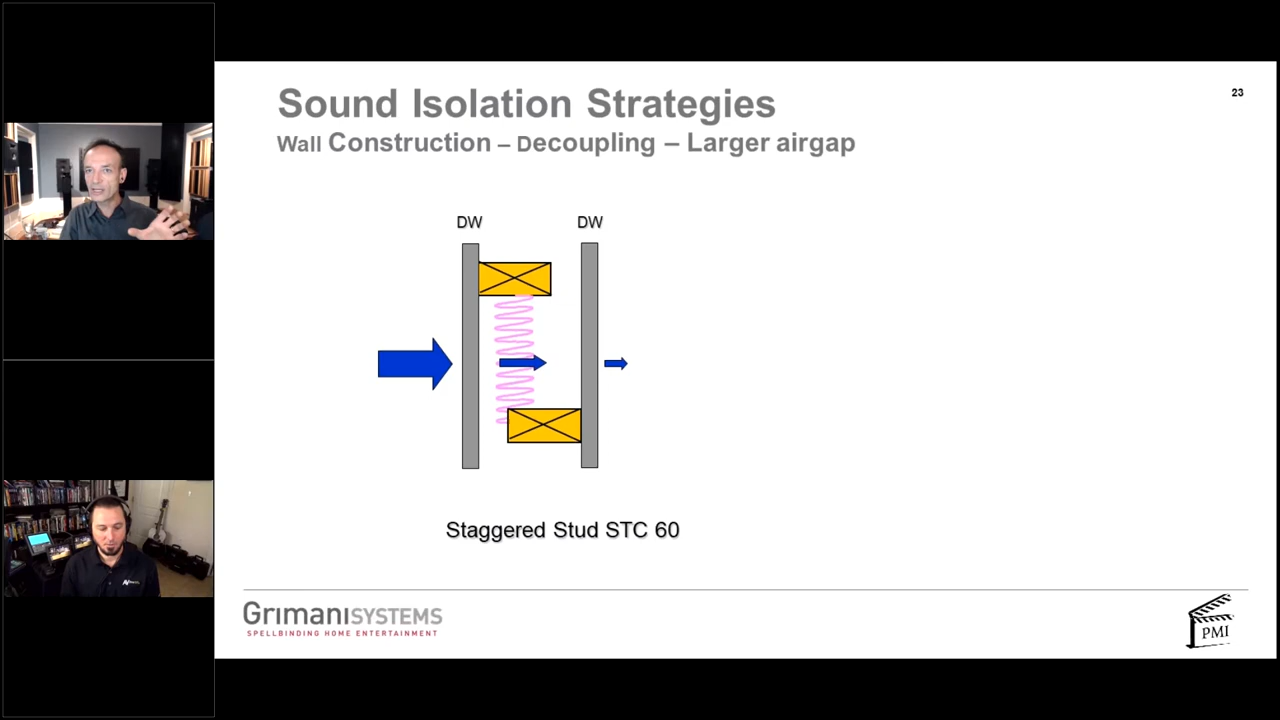 Sound Isolation Strategies
23
Wall Construction – Decoupling – Larger airgap
DW
DW
Staggered Stud STC 60
GrimaniSYSTEMS
SPELLBINDING HOME ENTERTAINMENT
PMI